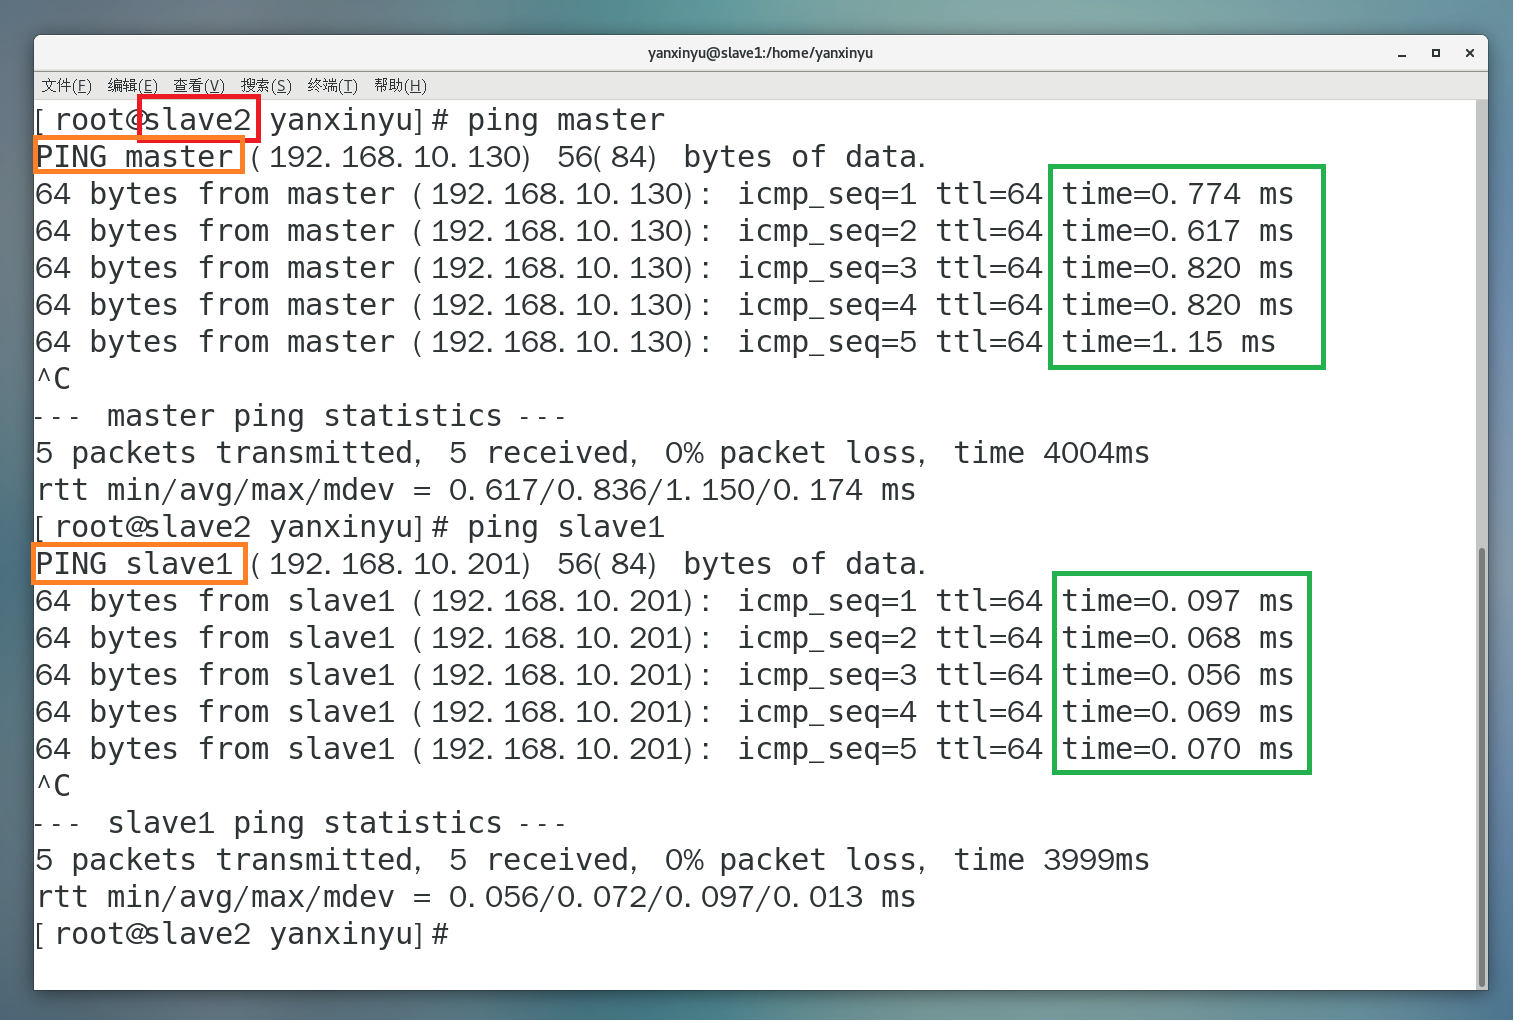 yanxinyu@slave1:/home/yanxinyu
文件(F) 编辑(E) 查看(V) 搜索(S) 终端(T) 帮助(H)
[root@slave2 yanxinyu]# ping master
PING master (192.168.10.130) 56(84) bytes of data.
64 bytes from master (192.168.10.130): icmp_seq=1 ttl=64 time=0.774 ms
64 bytes from master (192.168.10.130): icmp_seq=2 ttl=64 time=0.617 ms
64 bytes from master (192.168.10.130): icmp_seq=3 ttl=64 time=0.820 ms
64 bytes from master (192.168.10.130): icmp_seq=4 ttl=64 time=0.820 ms
64 bytes from master (192.168.10.130): icmp_seq=5 ttl=64 time=1.15 ms
^C
--- master ping statistics ---
5 packets transmitted, 5 received, 0% packet loss, time 4004ms
rtt min/avg/max/mdev = 0.617/0.836/1.150/0.174 ms
[root@slave2 yanxinyu]# ping slave1
PING slave1 (192.168.10.201) 56(84) bytes of data.
64 bytes from slave1 (192.168.10.201): icmp_seq=1 ttl=64 time=0.097 ms
64 bytes from slave1 (192.168.10.201): icmp_seq=2 ttl=64 time=0.068 ms
64 bytes from slave1 (192.168.10.201): icmp_seq=3 ttl=64 time=0.056 ms
64 bytes from slave1 (192.168.10.201): icmp_seq=4 ttl=64 time=0.069 ms
64 bytes from slave1 (192.168.10.201): icmp_seq=5 ttl=64 time=0.070 ms
^C
--- slave1 ping statistics ---
5 packets transmitted, 5 received, 0% packet loss, time 3999ms
rtt min/avg/max/mdev = 0.056/0.072/0.097/0.013 ms
[root@slave2 yanxinyu]#